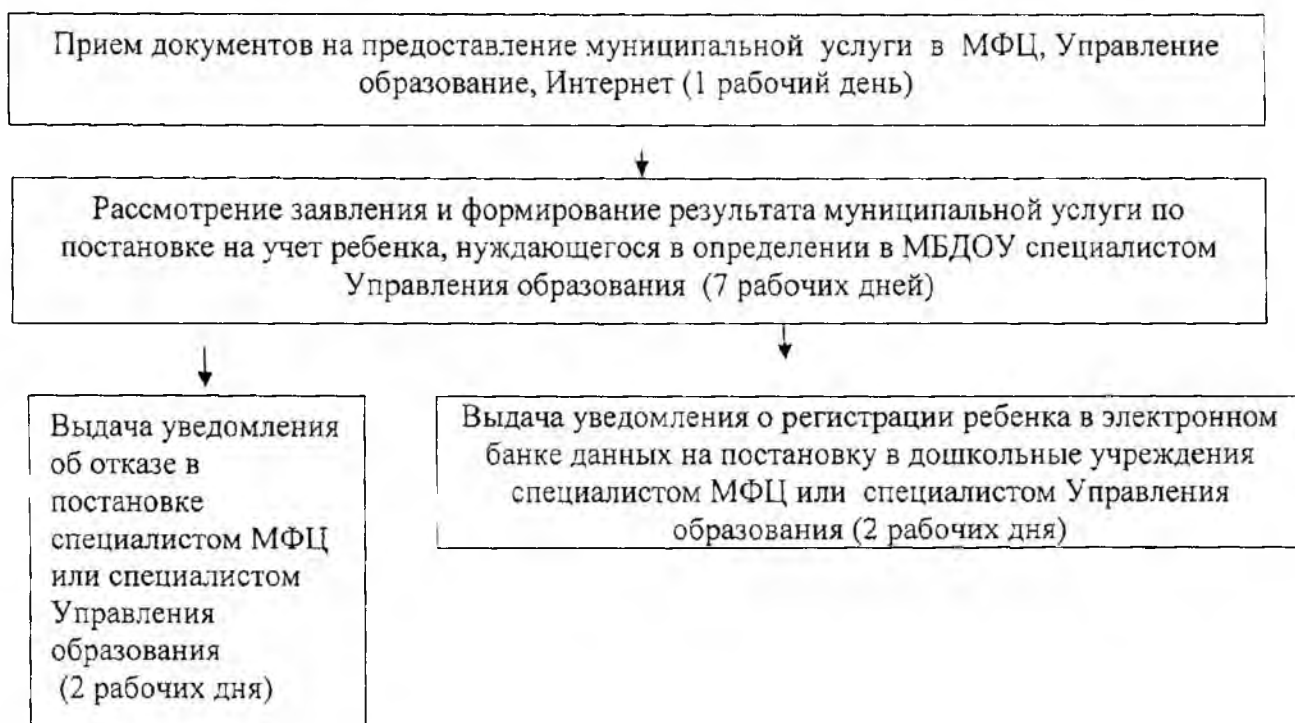 Прием документов на предоставление муниципальной услуги в МФЦ, Управление
образование, Интернет (1 рабочий день)
Рассмотрение заявления и формирование результата муниципальной услуги по
постановке на учет ребенка, нуждающегося в определении в МБДОУ специалистом
Управления образования (7 рабочих дней)
Выдача уведомления
об отказе в
постановке
специалистом МФЦ
или специалистом
Управления
образования
(2 рабочих дня)
Выдача уведомления о регистрации ребенка в электронном
банке данных на постановку в дошкольные учреждения
специалистом МФЦ или специалистом Управления
образования (2 рабочих дня)